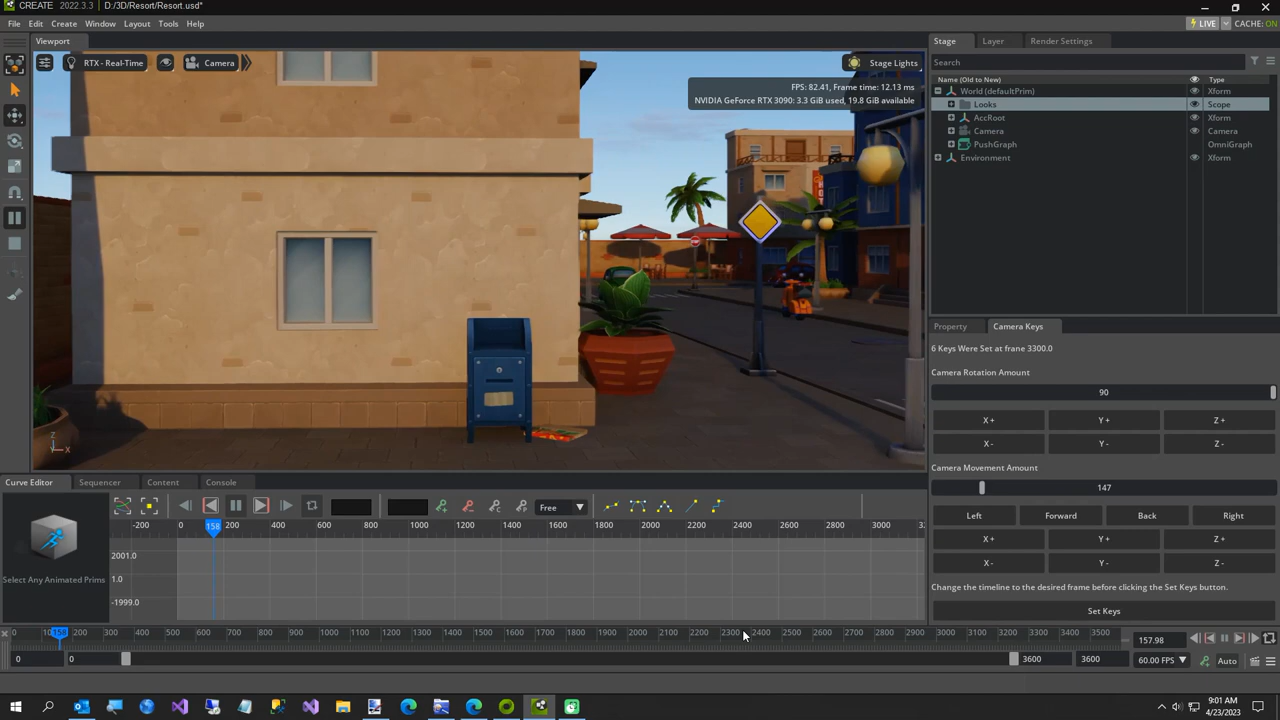 CREATE 2022.3.3 D:/3D/Resort/Resort.usd*
File Edit Create Window Layout Tools Help
LIVE CACHE: ON
Viewport
RTX - Real-Time Camera Stage Lights
FPS: 82.41, Frame time: 12.13 ms
NVIDIA GeForce RTX 3090: 3.3 GiB used, 19.8 GiB available
Stage Layer Render Settings
Search
Name (Old to New) Type
World (defaultPrim) Xform
Looks Scope
AccRoot Xform
Camera Camera
PushGraph OmniGraph
Environment Xform
Property Camera Keys
6 Keys Were Set at frane 3300.0
Camera Rotation Amount
90
X + Y + Z +
X - Y - Z -
Camera Movement Amount
147
Left Forward Back Right
X + Y + Z +
X - Y - Z -
Change the timeline to the desired frame before clicking the Set Keys button.
Set Keys
Z
X
Curve Editor Sequencer Content Console
Free
-200 0 158 200 400 600 800 1000 1200 1400 1600 1800 2000 2200 2400 2600 2800 3000
2001.0
1.0
-1999.0
Select Any Animated Prims
0 158 200 300 400 500 600 700 800 900 1000 1100 1200 1300 1400 1500 1600 1700 1800 1900 2000 2100 2200 2300 2400 2500 2600 2700 2800 2900 3000 3100 3200 3300 3400 3500
157.98
0 0 3600 3600 60.00 FPS Auto
9:01 AM
4/23/2023